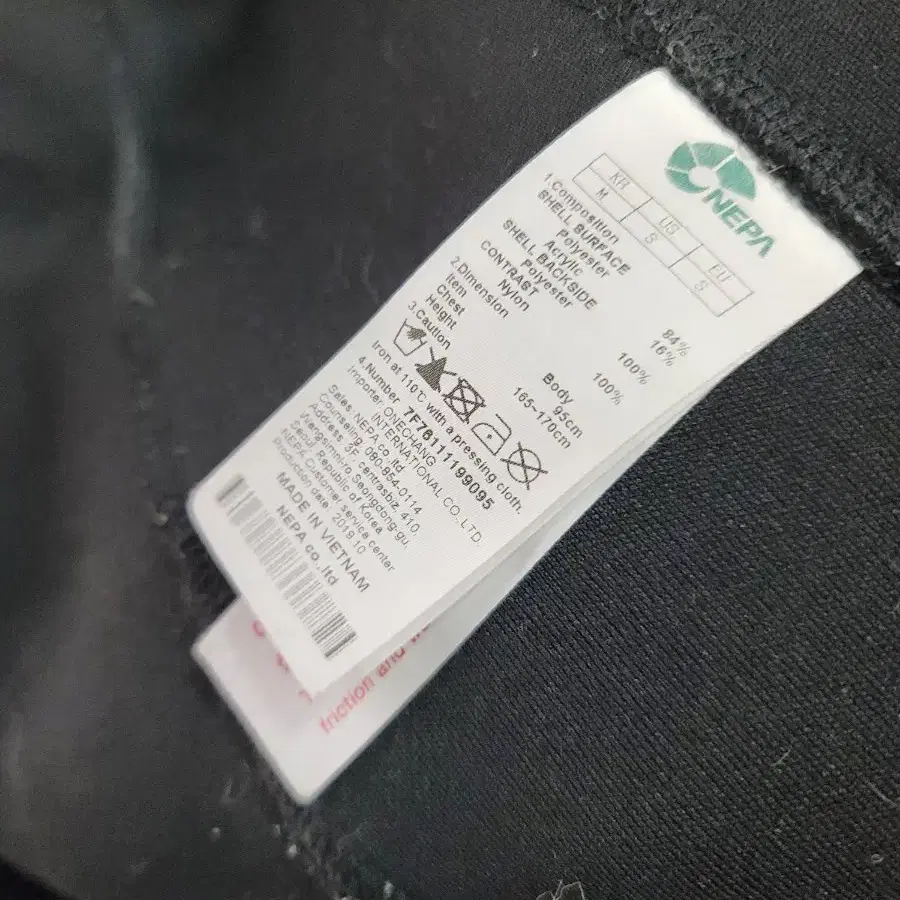 NEPA
KR US EU
M S S
1.Composition
SHELL SURFACE
Polyester 84%
Acrylic 16%
SHELL BACKSIDE
Polyester 100%
CONTRAST
Nylon 100%
2.Dimension
Item Body
Chest 95cm
Height 165~170cm
3.Caution
Iron at 110℃ with a pressing cloth.
4.Number 7F76111199095
Importer ONECHANG
INTERNATIONAL CO.,LTD.
Sales: NEPA co.,ltd
Counseling: 080-854-0114
Address: 3F, centrasbiz, 410,
Wangsimni-ro Seongdong-gu,
Seoul, Republic of Korea
NEPA Customer service center
Production date: 2019.10
MADE IN VIETNAM
NEPA co.,ltd
friction and